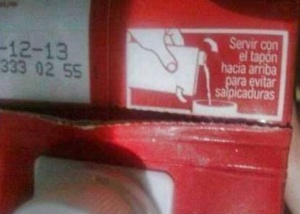 -12-13
333 02 55
Servir con
el tapón
hacia arriba
para evitar
salpicaduras